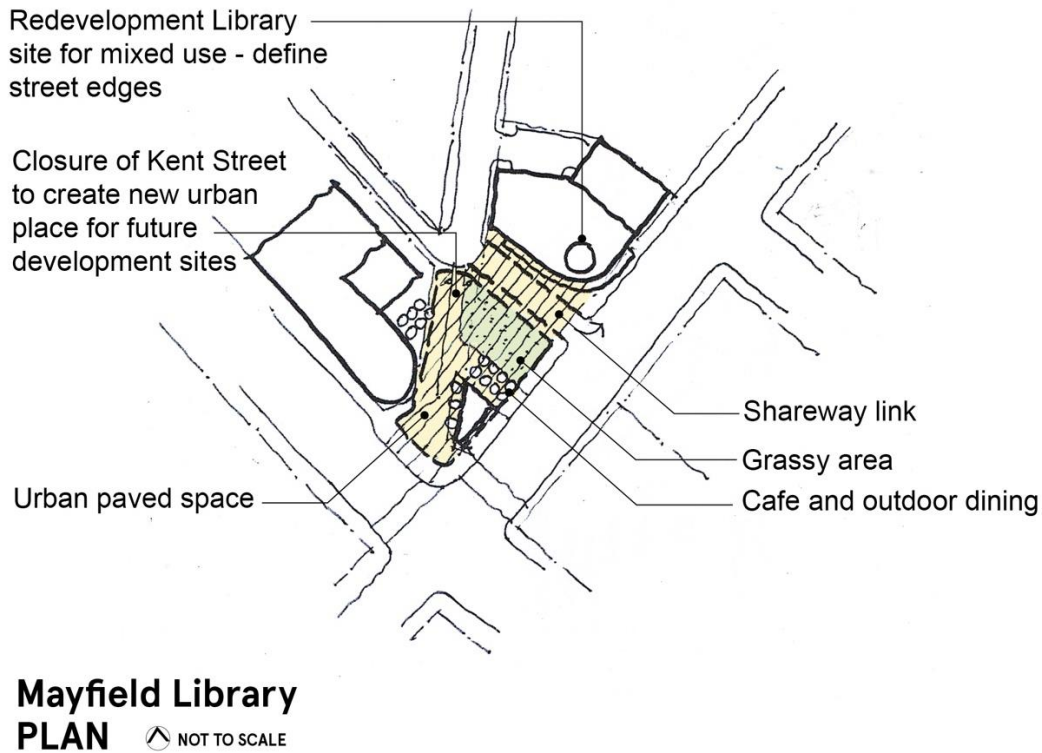 Redevelopment Library
site for mixed use - define
street edges
Closure of Kent Street
to create new urban
place for future
development sites
Shareway link
Grassy area
Urban paved space
Cafe and outdoor dining
Mayfield Library
PLAN
NOT TO SCALE